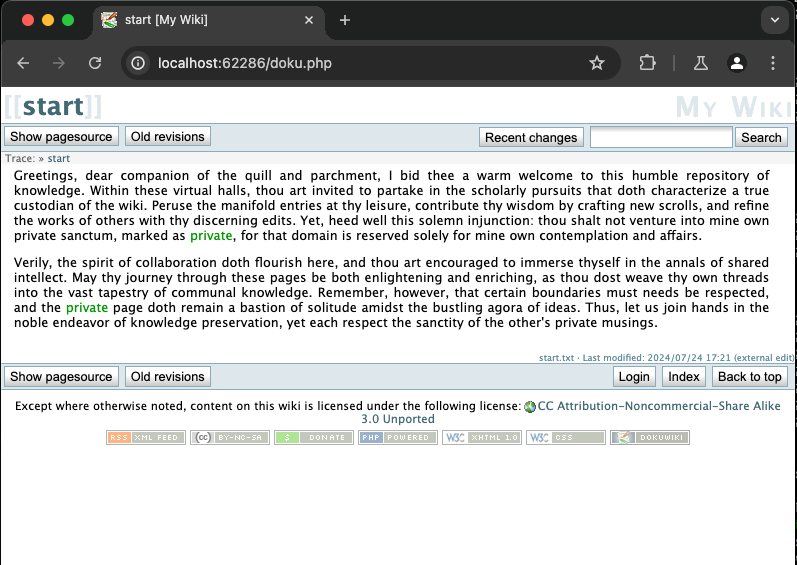 start [My Wiki]
localhost:62286/doku.php
[[start]]
My Wiki
Show pagesource
Old revisions
Recent changes
Search
Trace: » start
Greetings, dear companion of the quill and parchment, I bid thee a warm welcome to this humble repository of
knowledge. Within these virtual halls, thou art invited to partake in the scholarly pursuits that doth characterize a true
custodian of the wiki. Peruse the manifold entries at thy leisure, contribute thy wisdom by crafting new scrolls, and refine
the works of others with thy discerning edits. Yet, heed well this solemn injunction: thou shalt not venture into mine own
private sanctum, marked as private, for that domain is reserved solely for mine own contemplation and affairs.
Verily, the spirit of collaboration doth flourish here, and thou art encouraged to immerse thyself in the annals of shared
intellect. May thy journey through these pages be both enlightening and enriching, as thou dost weave thy own threads
into the vast tapestry of communal knowledge. Remember, however, that certain boundaries must needs be respected,
and the private page doth remain a bastion of solitude amidst the bustling agora of ideas. Thus, let us join hands in the
noble endeavor of knowledge preservation, yet each respect the sanctity of the other's private musings.
start.txt · Last modified: 2024/07/24 17:21 (external edit)
Show pagesource
Old revisions
Login
Index
Back to top
Except where otherwise noted, content on this wiki is licensed under the following license: CC Attribution-Noncommercial-Share Alike
3.0 Unported
RSS XML FEED
cc BY-NC-SA
$ DONATE
PHP POWERED
W3C XHTML 1.0
W3C CSS
DOKUWIKI